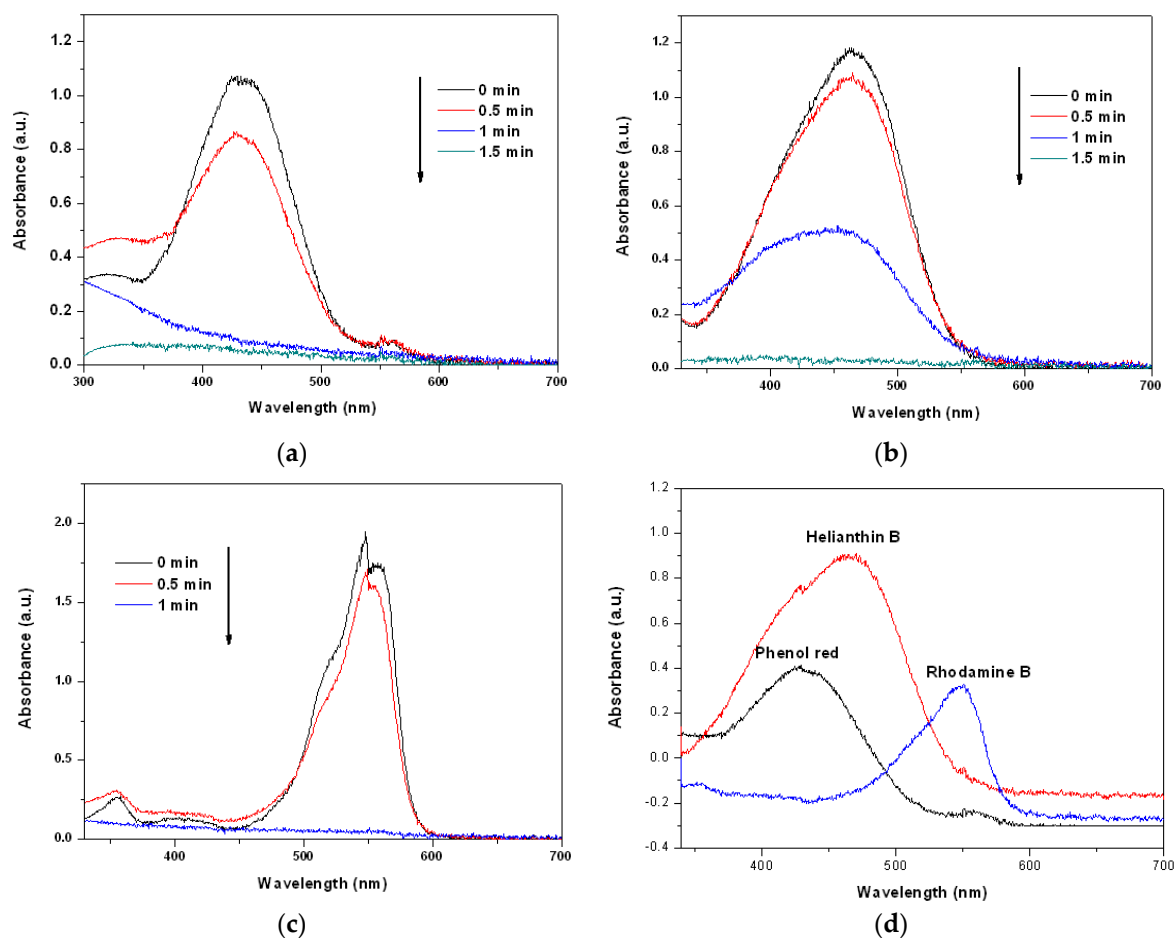 1.2
1.0
0.8
0.6
0.4
0.2
0.0
Absorbance (a.u.)
0 min
0.5 min
1 min
1.5 min
300 400 500 600 700
Wavelength (nm)
(a)
1.2
1.0
0.8
0.6
0.4
0.2
0.0
Absorbance (a.u.)
0 min
0.5 min
1 min
1.5 min
400 500 600 700
Wavelength (nm)
(b)
2.0
1.5
1.0
0.5
0.0
Absorbance (a.u.)
0 min
0.5 min
1 min
400 500 600 700
Wavelength (nm)
(c)
1.2
1.0
0.8
0.6
0.4
0.2
0.0
-0.2
-0.4
Absorbance (a.u.)
Helianthin B
Phenol red
Rhodamine B
400 500 600 700
Wavelength (nm)
(d)